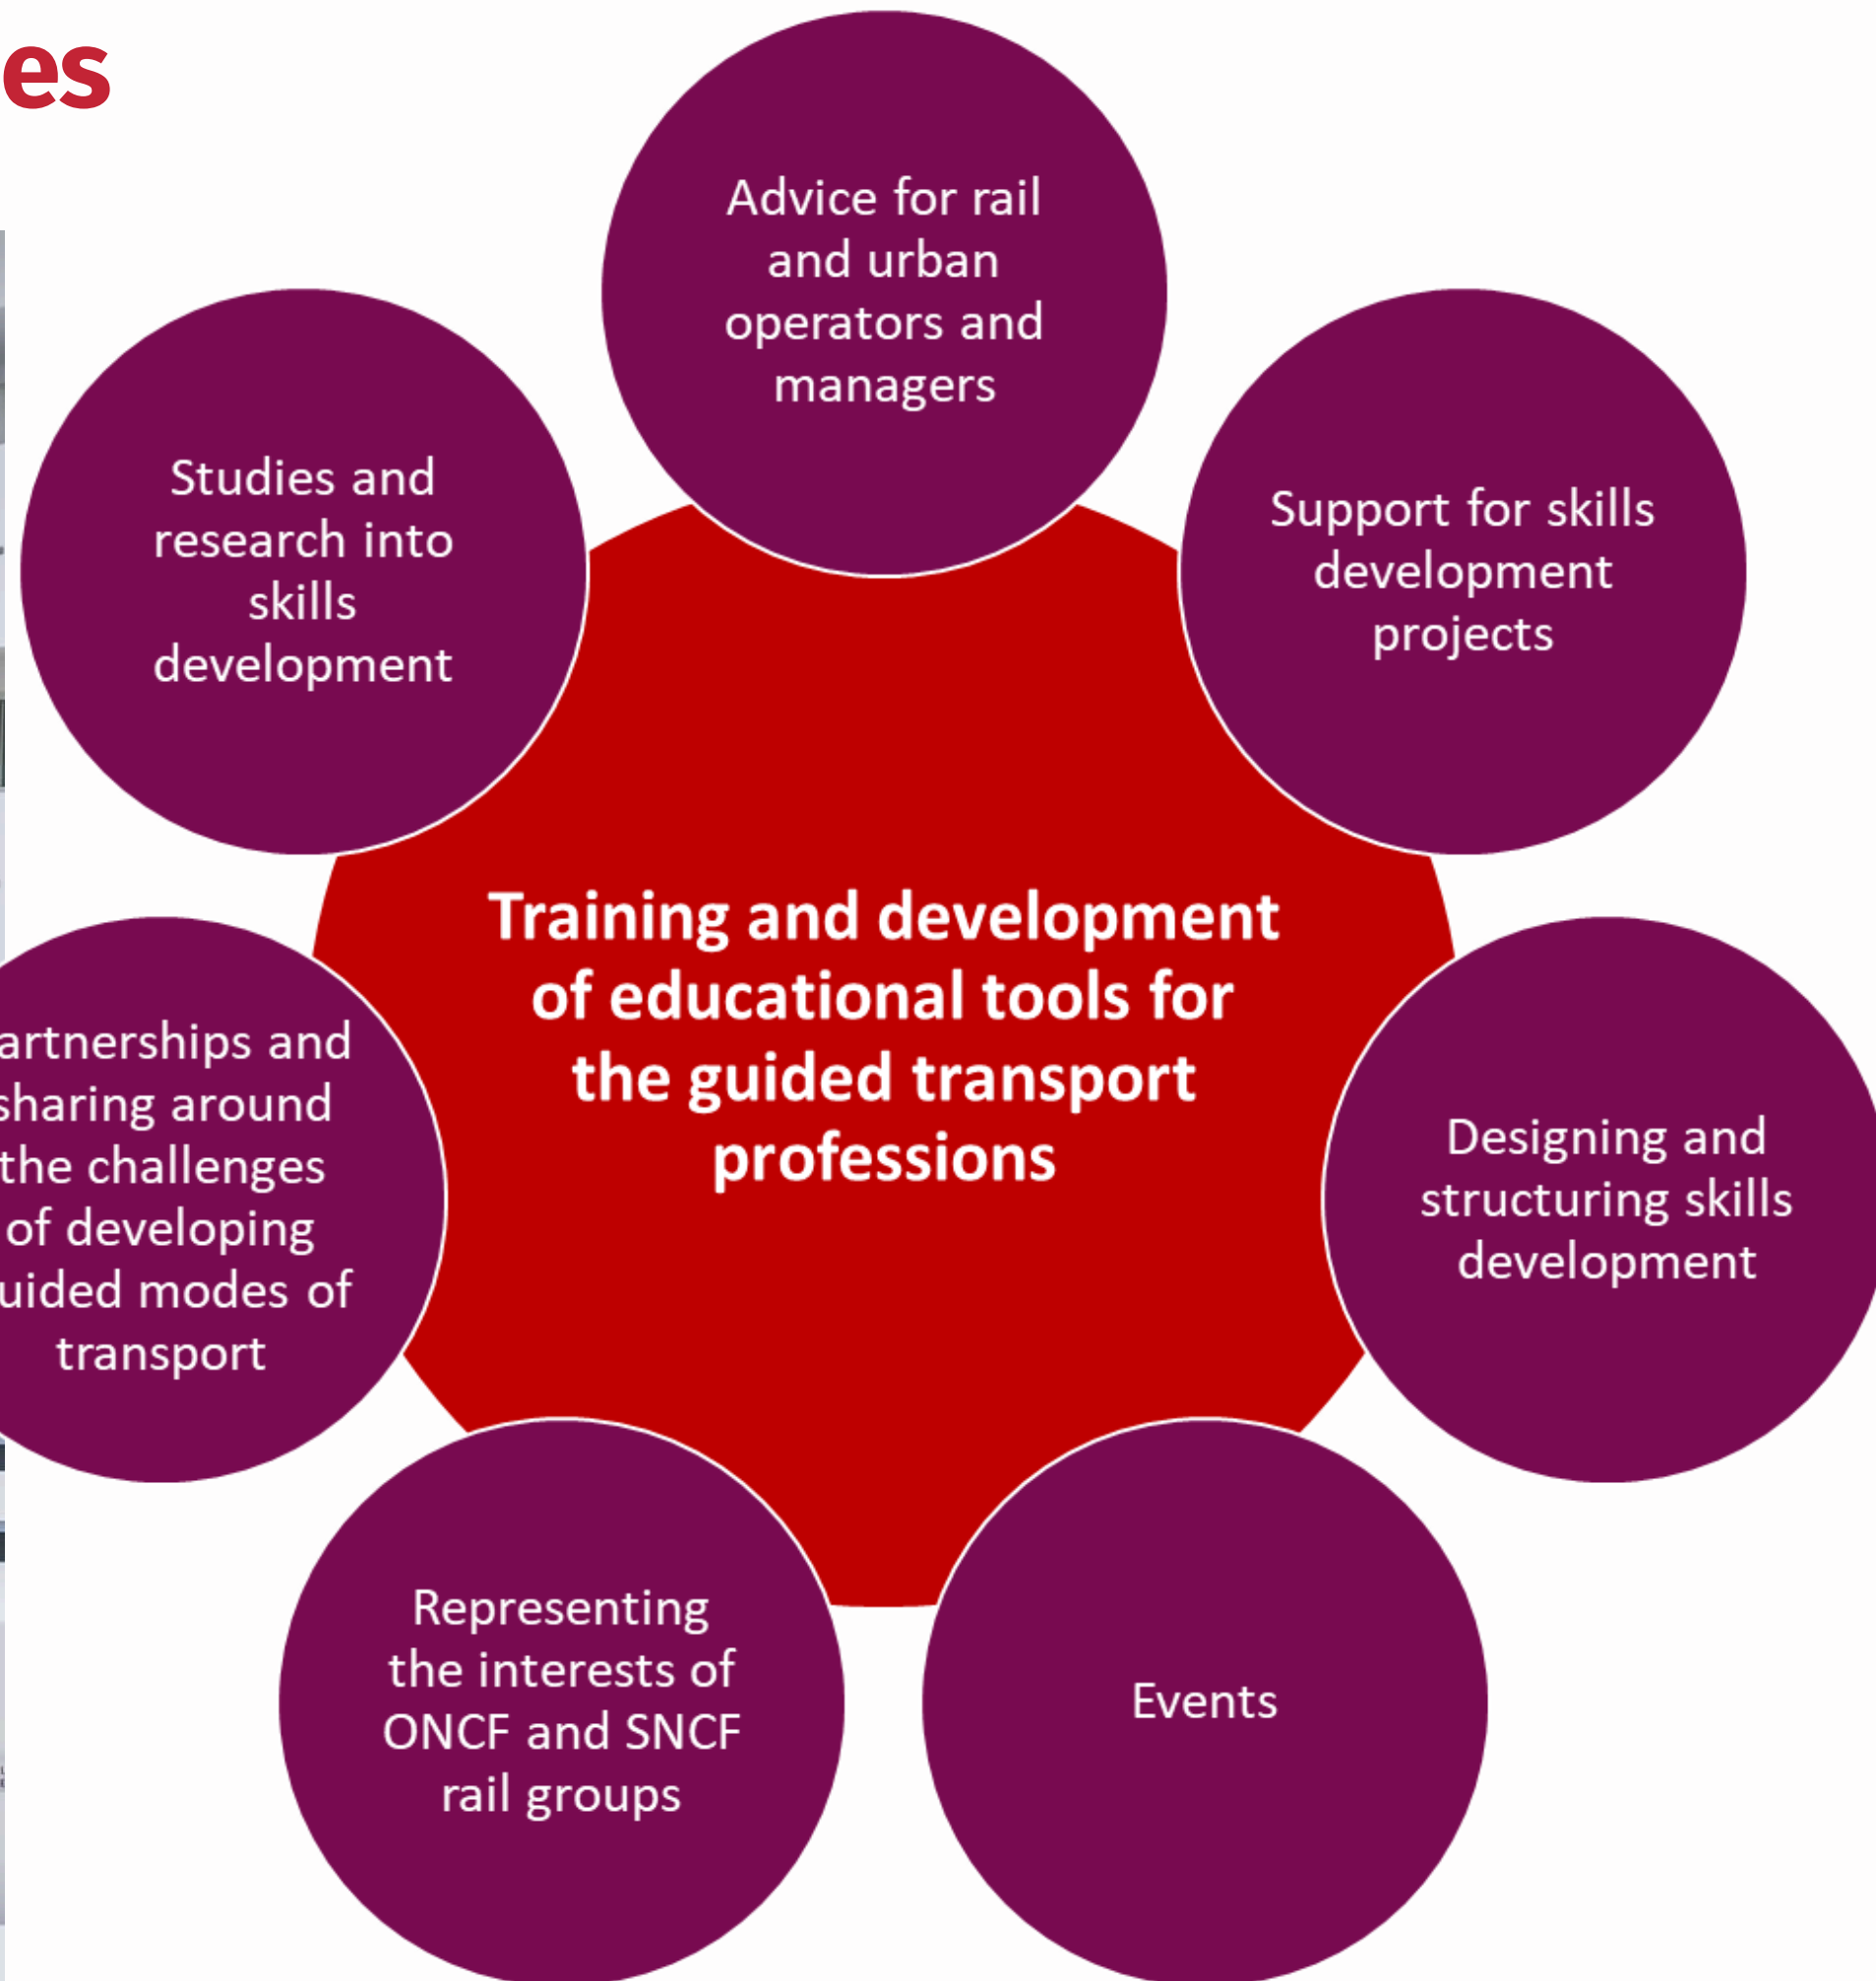 es
Advice for rail
and urban
operators and
managers
Support for skills
development
projects
Designing and
structuring skills
development
Events
Representing
the interests of
ONCF and SNCF
rail groups
artnerships and
sharing around
the challenges
of developing
uided modes of
transport
Studies and
research into
skills
development
Training and development
of educational tools for
the guided transport
professions